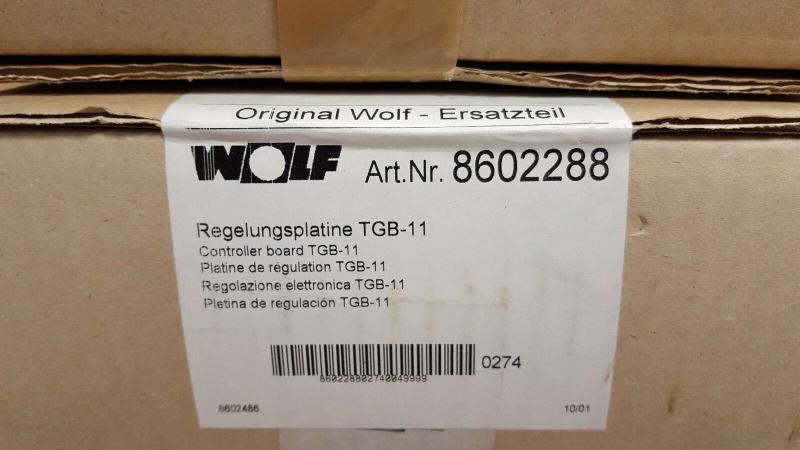 Original Wolf - Ersatzteil
WOLF Art.Nr. 8602288
Regelungsplatine TGB-11
Controller board TGB-11
Platine de régulation TGB-11
Regolazione elettronica TGB-11
Pletina de regulación TGB-11
0274
860228802740049999
8602486 10/01